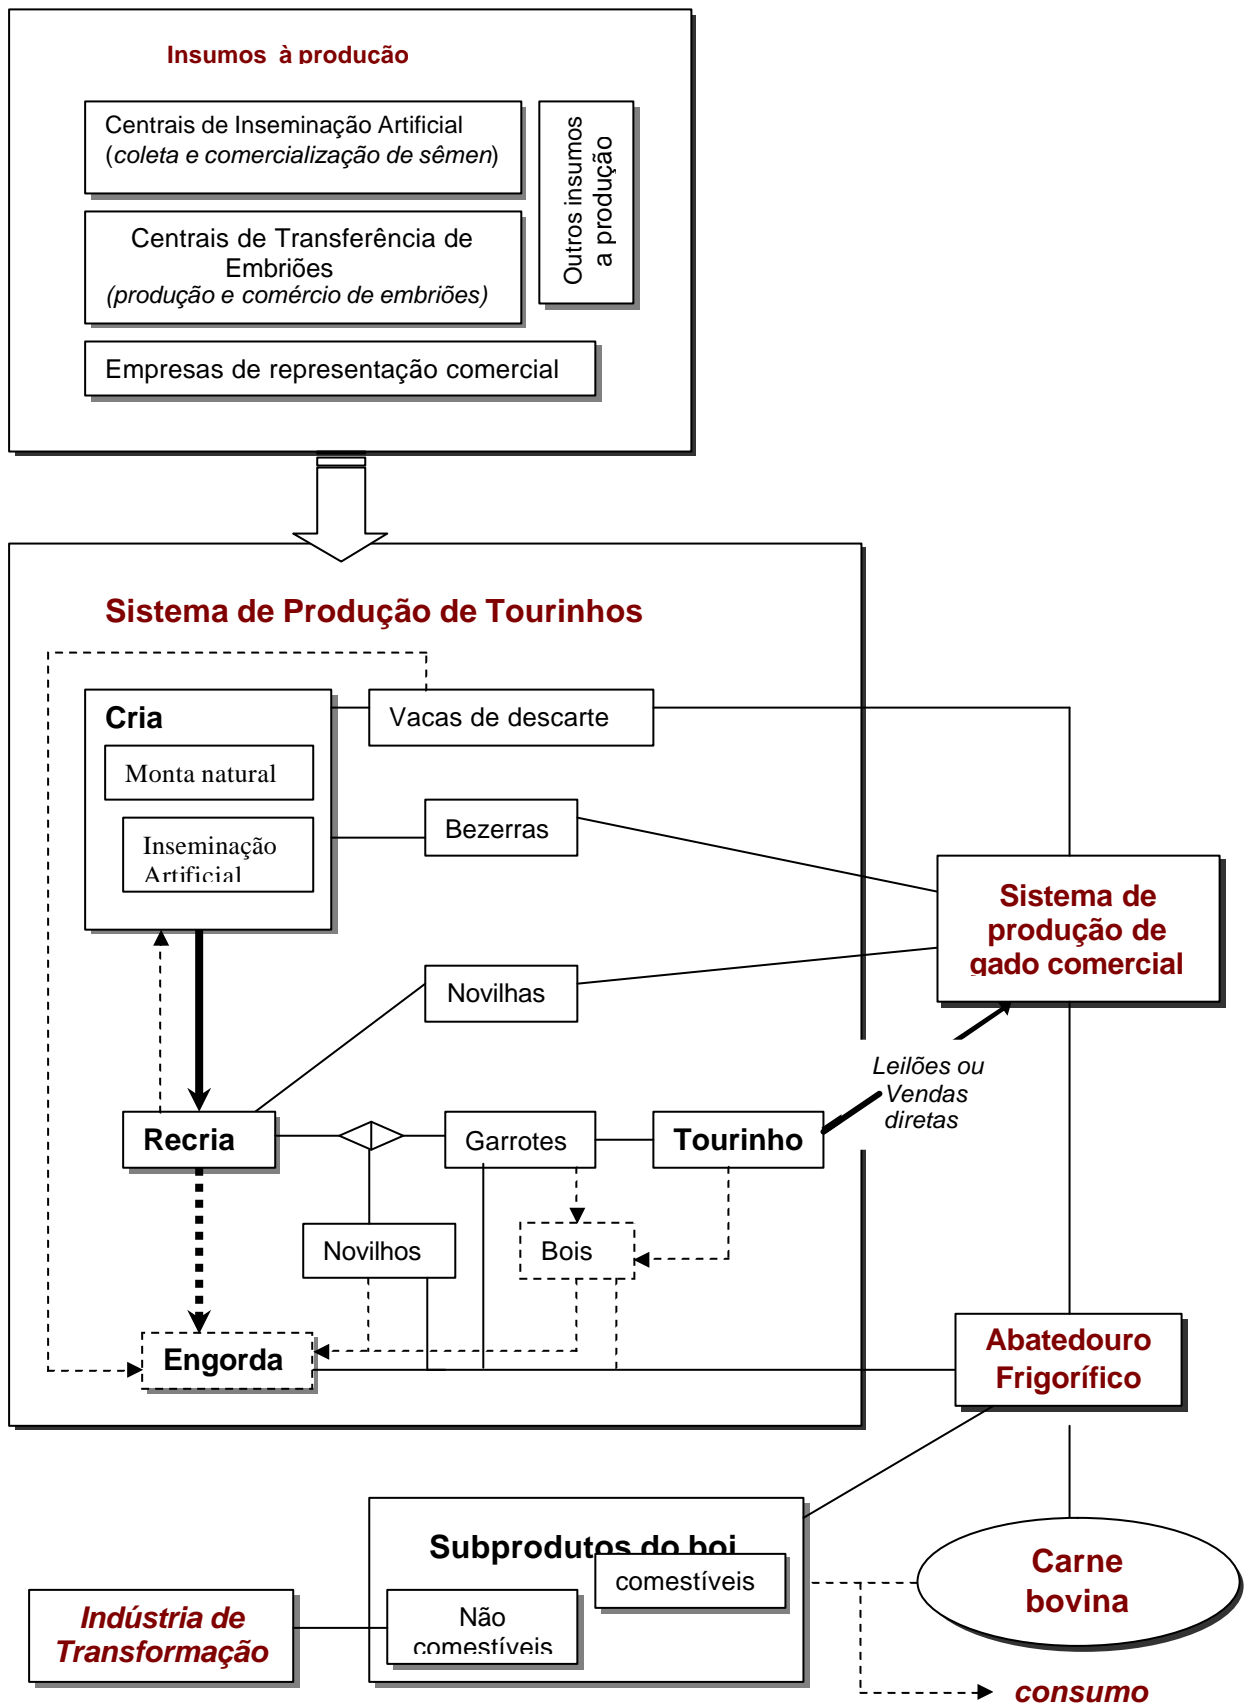 Insumos à produção
Centrais de Inseminação Artificial
(coleta e comercialização de sêmen)
Outros insumos
a produção
Centrais de Transferência de
Embriões
(produção e comércio de embriões)
Empresas de representação comercial
Sistema de Produção de Tourinhos
Cria
Vacas de descarte
Monta natural
Inseminação
Artificial
Bezerras
Sistema de
produção de
gado comercial
Novilhas
Leilões ou
Vendas
diretas
Recria
Garrotes
Tourinho
Novilhos
Bois
Engorda
Abatedouro
Frigorífico
Subprodutos do boi
comestíveis
Carne
bovina
Indústria de
Transformação
Não
comestíveis
consumo